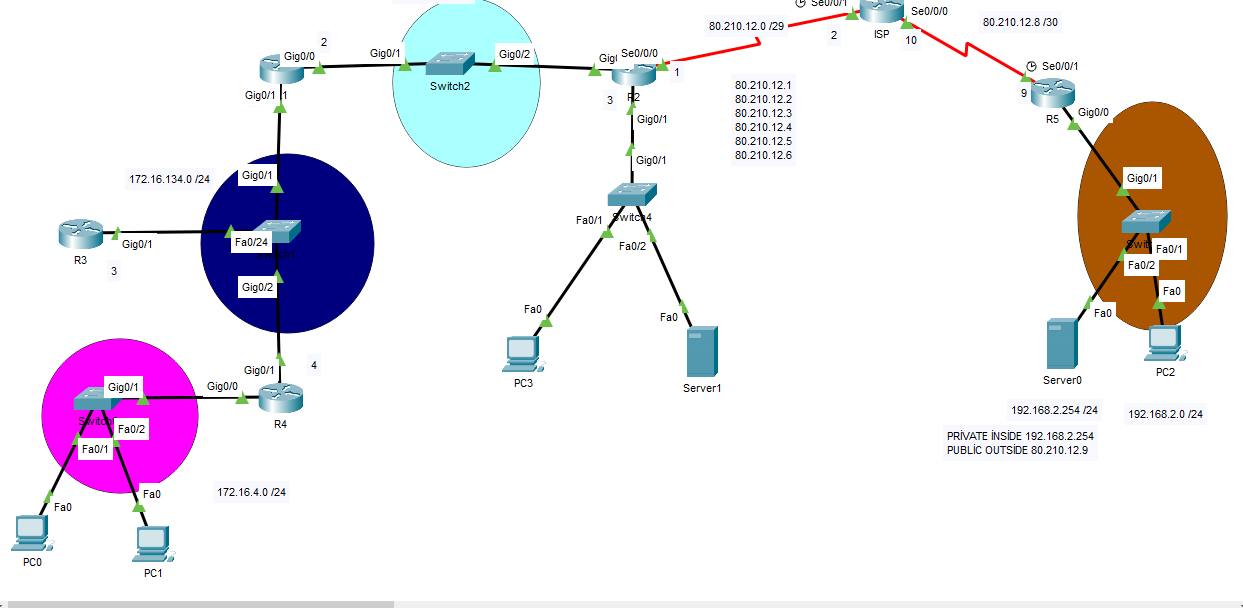 Se0/0/1
Se0/0/0
80.210.12.0 /29
80.210.12.8 /30
2
ISP
10
2
Gig0/0
Gig0/1
Gig0/2
Se0/0/0
Switch2
1
Se0/0/1
9
R5
Gig0/0
Gig0/1
3
R2
Gig0/1
80.210.12.1
80.210.12.2
80.210.12.3
80.210.12.4
80.210.12.5
80.210.12.6
172.16.134.0 /24
Gig0/1
Gig0/1
Gig0/1
R3
Gig0/1
3
Fa0/24
Gig0/2
Fa0/1
Switch4
Fa0/2
Fa0/1
Fa0/2
Fa0
Fa0
Fa0
Fa0
PC3
Server1
Server0
PC2
Gig0/1
4
Gig0/1
Gig0/0
R4
Fa0/2
Fa0/1
192.168.2.254 /24
192.168.2.0 /24
PRİVATE İNSİDE 192.168.2.254
PUBLIC OUTSIDE 80.210.12.9
172.16.4.0 /24
Fa0
Fa0
PC0
PC1